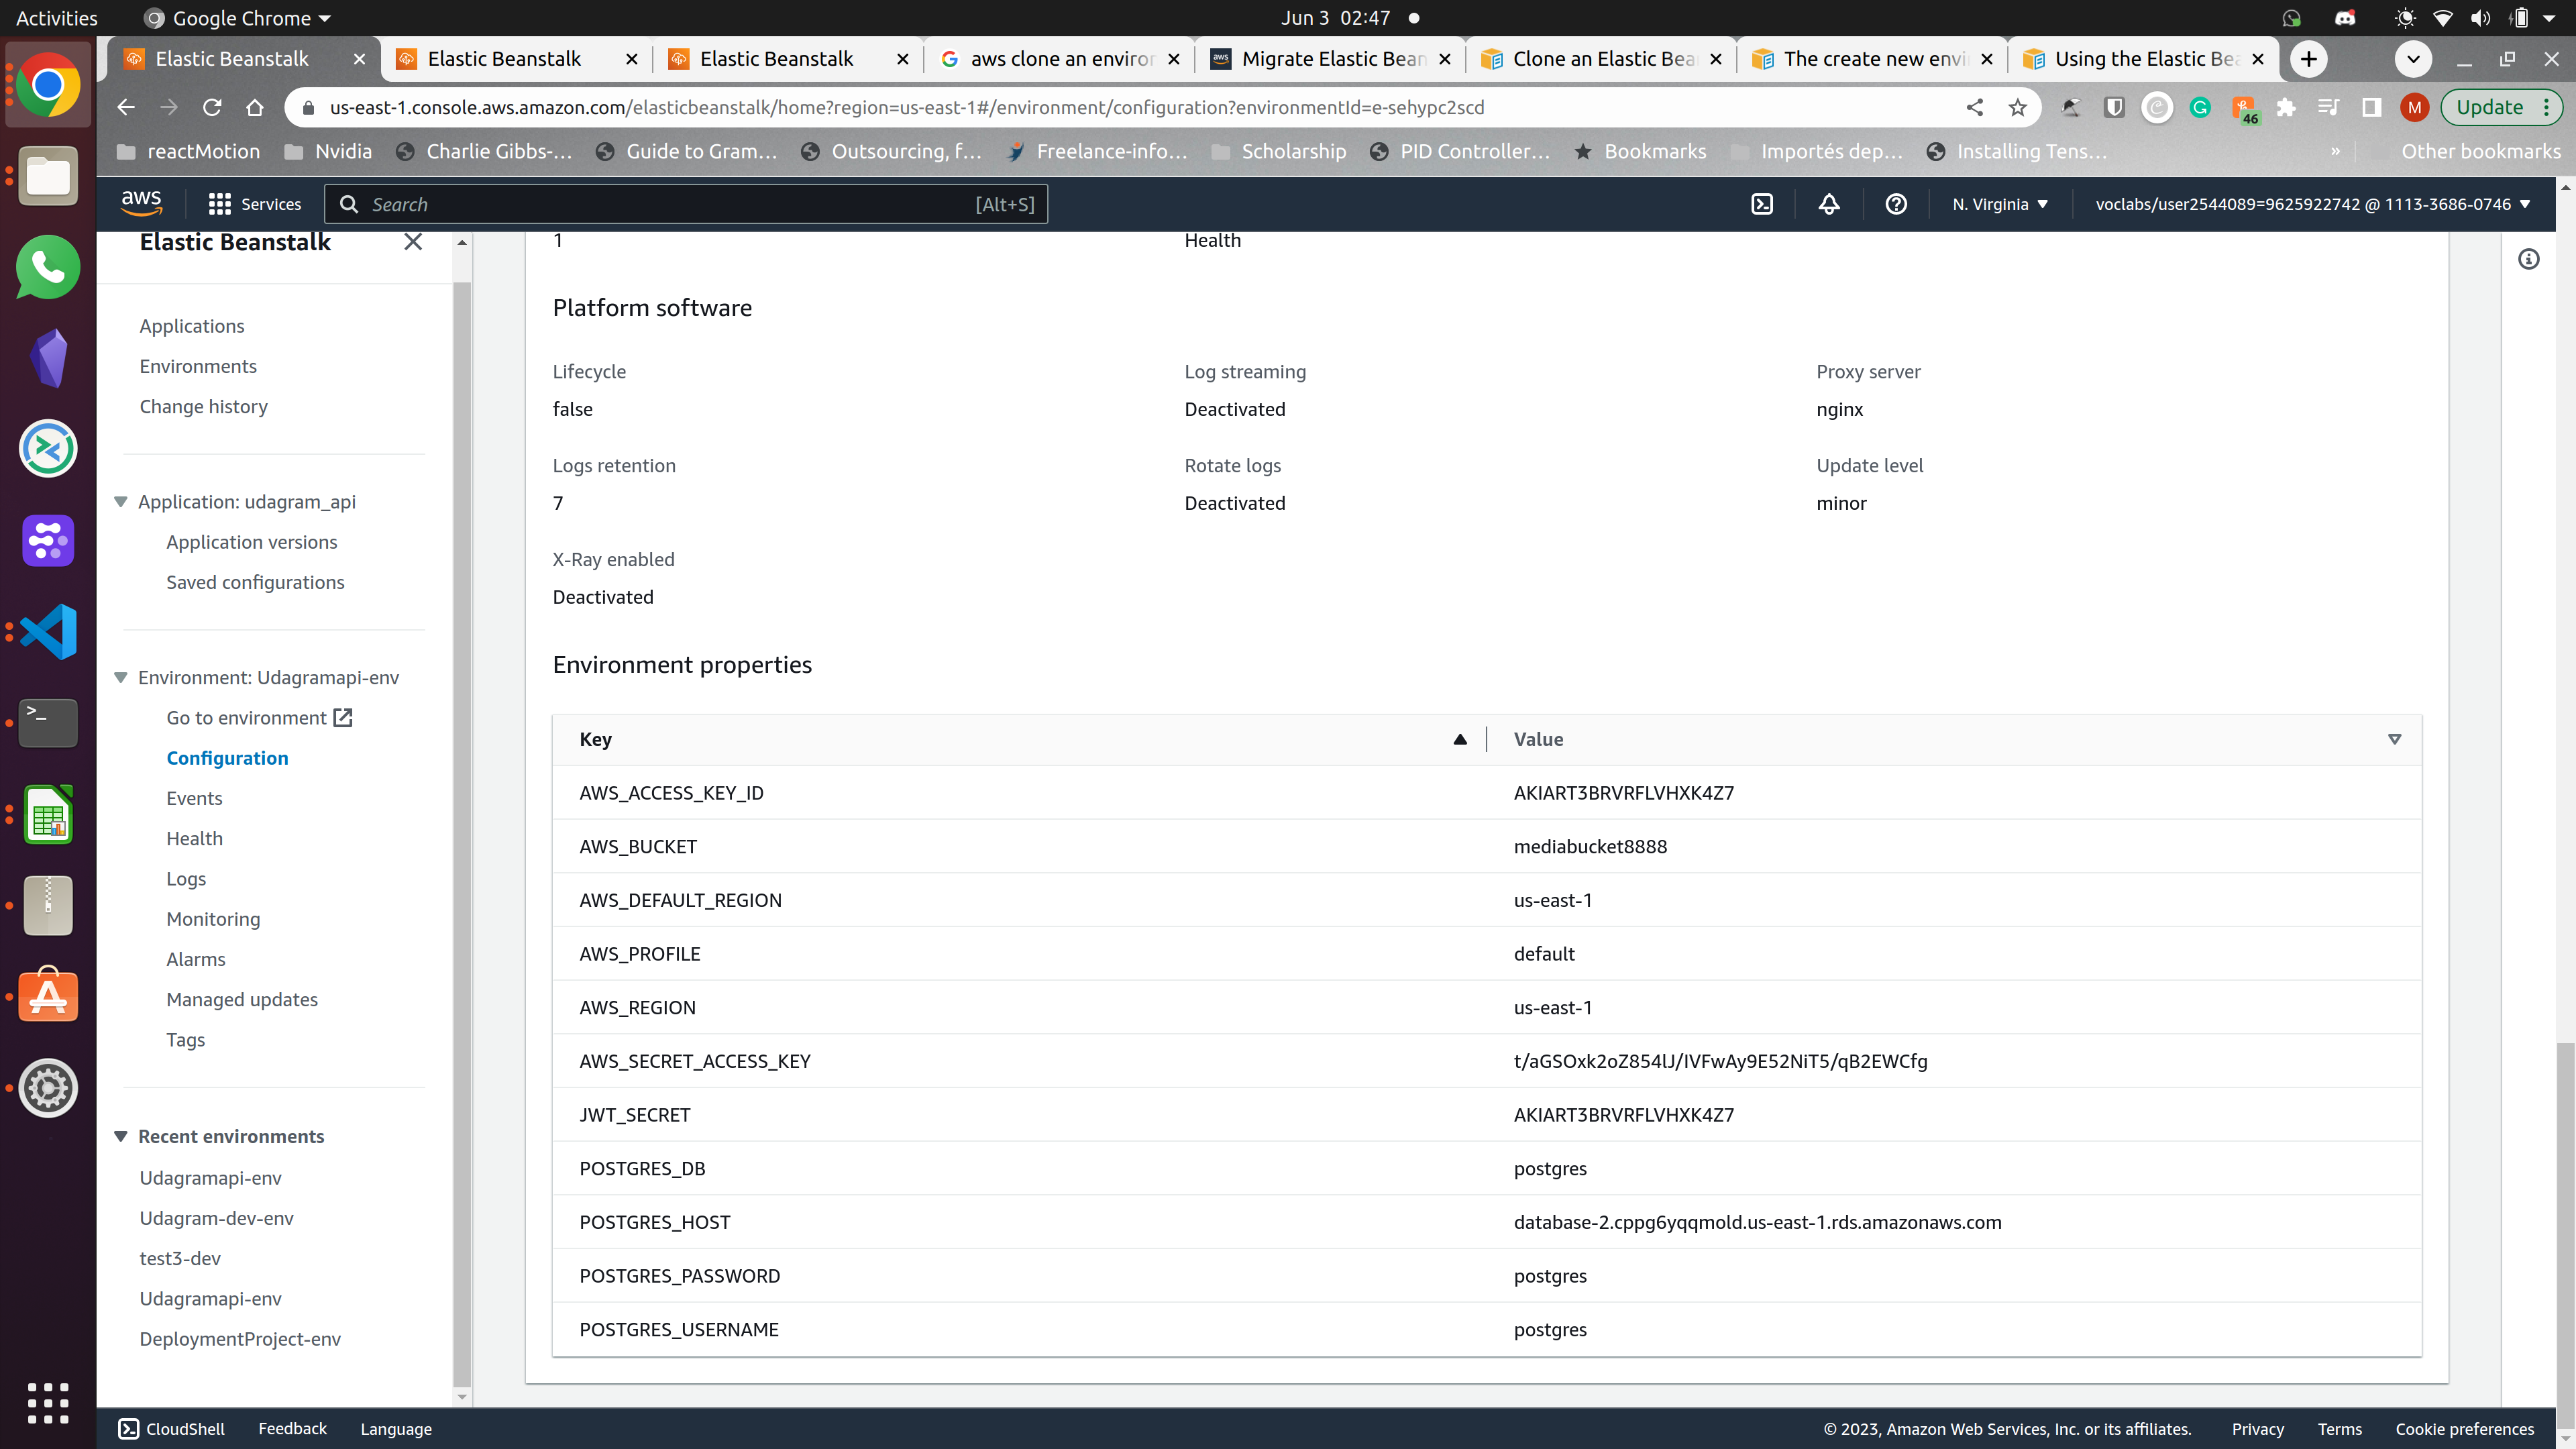 Activities
Google Chrome
Jun 3 02:47
Elastic Beanstalk
Elastic Beanstalk
Elastic Beanstalk
aws clone an environ
Migrate Elastic Bean
Clone an Elastic Bea
The create new envi
Using the Elastic Bea
us-east-1.console.aws.amazon.com/elasticbeanstalk/home?region=us-east-1#/environment/configuration?environmentId=e-sehypc2scd
46
M
Update
reactMotion
Nvidia
Charlie Gibbs-...
Guide to Gram...
Outsourcing, f...
Freelance-info...
Scholarship
PID Controller...
Bookmarks
Importés dep...
Installing Tens...
»
Other bookmarks
aws
Services
Search
[Alt+S]
N. Virginia
voclabs/user2544089=9625922742 @ 1113-3686-0746
Elastic Beanstalk
Applications
Environments
Change history
Application: udagram_api
Application versions
Saved configurations
Environment: Udagramapi-env
Go to environment
Configuration
Events
Health
Logs
Monitoring
Alarms
Managed updates
Tags
Recent environments
Udagramapi-env
Udagram-dev-env
test3-dev
Udagramapi-env
DeploymentProject-env
1
Health
Platform software
Lifecycle
Log streaming
Proxy server
false
Deactivated
nginx
Logs retention
Rotate logs
Update level
7
Deactivated
minor
X-Ray enabled
Deactivated
Environment properties
Key
Value
AWS_ACCESS_KEY_ID
AKIART3BRVRFLVHXK4Z7
AWS_BUCKET
mediabucket8888
AWS_DEFAULT_REGION
us-east-1
AWS_PROFILE
default
AWS_REGION
us-east-1
AWS_SECRET_ACCESS_KEY
t/aGSOxk2oZ854lJ/IVFwAy9E52NiT5/qB2EWCfg
JWT_SECRET
AKIART3BRVRFLVHXK4Z7
POSTGRES_DB
postgres
POSTGRES_HOST
database-2.cppg6yqqmold.us-east-1.rds.amazonaws.com
POSTGRES_PASSWORD
postgres
POSTGRES_USERNAME
postgres
CloudShell
Feedback
Language
© 2023, Amazon Web Services, Inc. or its affiliates.
Privacy
Terms
Cookie preferences